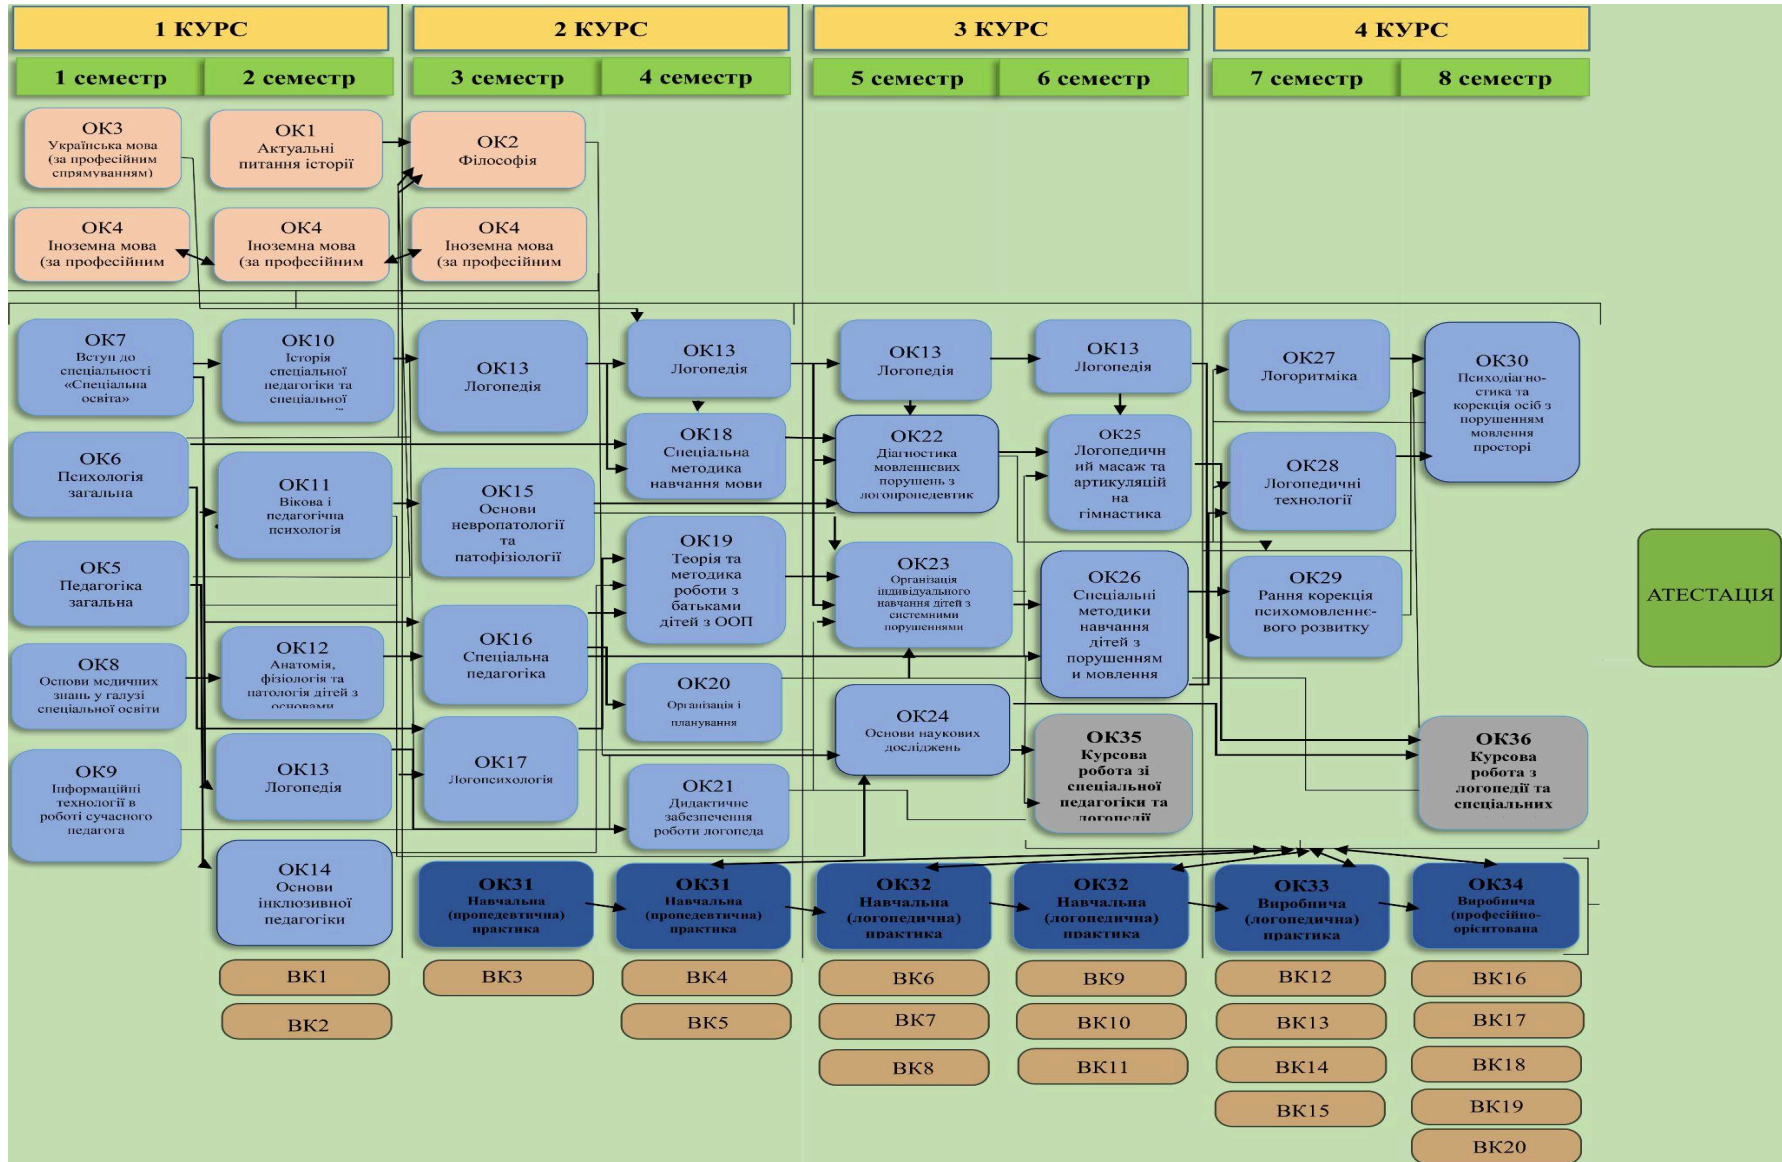 1 КУРС
2 КУРС
3 КУРС
4 КУРС
1 семестр
2 семестр
3 семестр
4 семестр
5 семестр
6 семестр
7 семестр
8 семестр
ОК3
Українська мова
(за професійним
спрямуванням)
ОК1
Актуальні
питання історії
ОК2
Філософія
ОК4
Іноземна мова
(за професійним
ОК4
Іноземна мова
(за професійним
ОК4
Іноземна мова
(за професійним
ОК7
Вступ до
спеціальності
«Спеціальна
освіта»
ОК10
Історія
спеціальної
педагогіки та
спеціальної
ОК13
Логопедія
ОК13
Логопедія
ОК13
Логопедія
ОК13
Логопедія
ОК27
Логоритміка
ОК30
Психодіагно-
стика та
корекція осіб з
порушенням
мовлення
просторі
ОК6
Психологія
загальна
ОК11
Вікова і
педагогічна
психологія
ОК15
Основи
невропатології
та
патофізіології
ОК18
Спеціальна
методика
навчання мови
ОК22
Діагностика
мовленнєвих
порушень з
логопропедевтик
ОК25
Логопедичн
ий масаж та
артикуляцій
на
гімнастика
ОК28
Логопедичні
технології
ОК5
Педагогіка
загальна
ОК19
Теорія та
методика
роботи з
батьками
дітей з ООП
ОК23
Організація
індивідуального
навчання дітей з
системними
порушеннями
ОК26
Спеціальні
методики
навчання
дітей з
порушенням
и мовлення
ОК29
Рання корекція
психомовленнє-
вого розвитку
АТЕСТАЦІЯ
ОК8
Основи медичних
знань у галузі
спеціальної освіти
ОК12
Анатомія,
фізіологія та
патологія дітей з
основами
ОК16
Спеціальна
педагогіка
ОК20
Організація і
планування
ОК24
Основи наукових
досліджень
ОК35
Курсова
робота зі
спеціальної
педагогіки та
логопедії
ОК36
Курсова
робота з
логопедії та
спеціальних
ОК9
Інформаційні
технології в
роботі сучасного
педагога
ОК13
Логопедія
ОК17
Логопсихологія
ОК21
Дидактичне
забезпечення
роботи логопеда
ОК14
Основи
інклюзивної
педагогіки
ОК31
Навчальна
(пропедевтична)
практика
ОК31
Навчальна
(пропедевтична)
практика
ОК32
Навчальна
(логопедична)
практика
ОК32
Навчальна
(логопедична)
практика
ОК33
Виробнича
(логопедична)
практика
ОК34
Виробнича
(професійно-
орієнтована
ВК1
ВК3
ВК4
ВК6
ВК9
ВК12
ВК16
ВК2
ВК5
ВК7
ВК10
ВК13
ВК17
ВК8
ВК11
ВК14
ВК18
ВК15
ВК19
ВК20